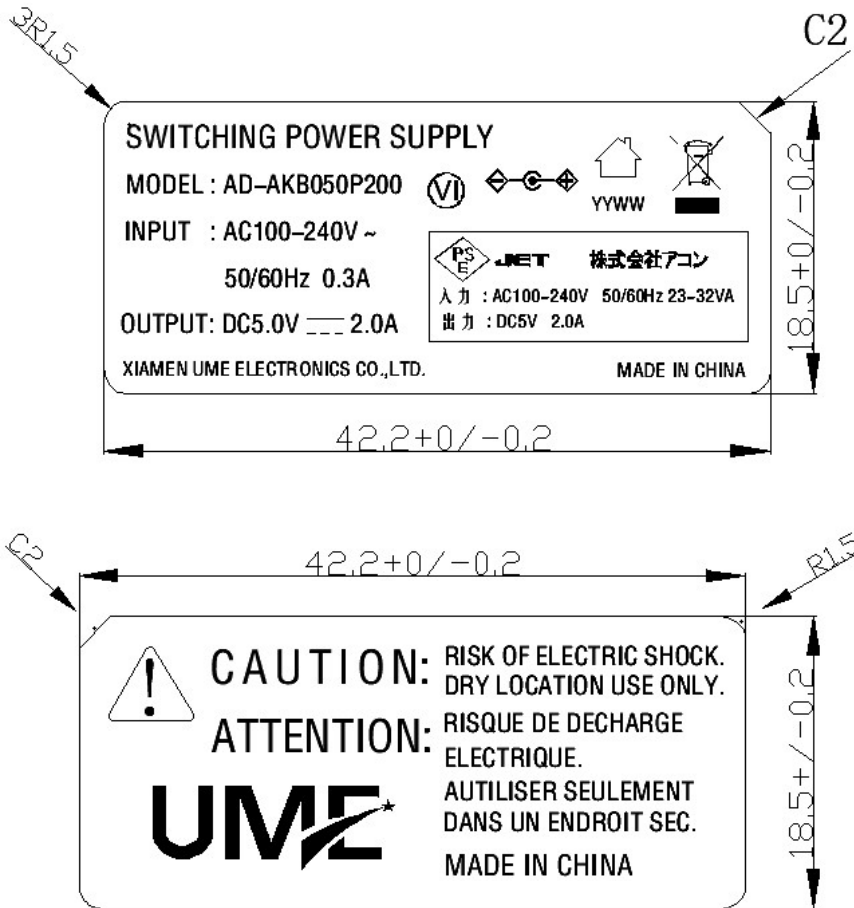 3R1.5
C2
SWITCHING POWER SUPPLY
MODEL : AD-AKB050P200
VI
YYWW
INPUT : AC100-240V ~
50/60Hz 0.3A
OUTPUT: DC5.0V 2.0A
PS
E
JET 株式会社アコン
入力 : AC100-240V 50/60Hz 23-32VA
出力 : DC5V 2.0A
XIAMEN UME ELECTRONICS CO.,LTD. MADE IN CHINA
18.5+0/-0.2
42.2+0/-0.2
C2
42.2+0/-0.2
R1.5
CAUTION: RISK OF ELECTRIC SHOCK.
DRY LOCATION USE ONLY.
ATTENTION: RISQUE DE DECHARGE
ELECTRIQUE.
AUTILISER SEULEMENT
DANS UN ENDROIT SEC.
UME
MADE IN CHINA
18.5+/-0.2